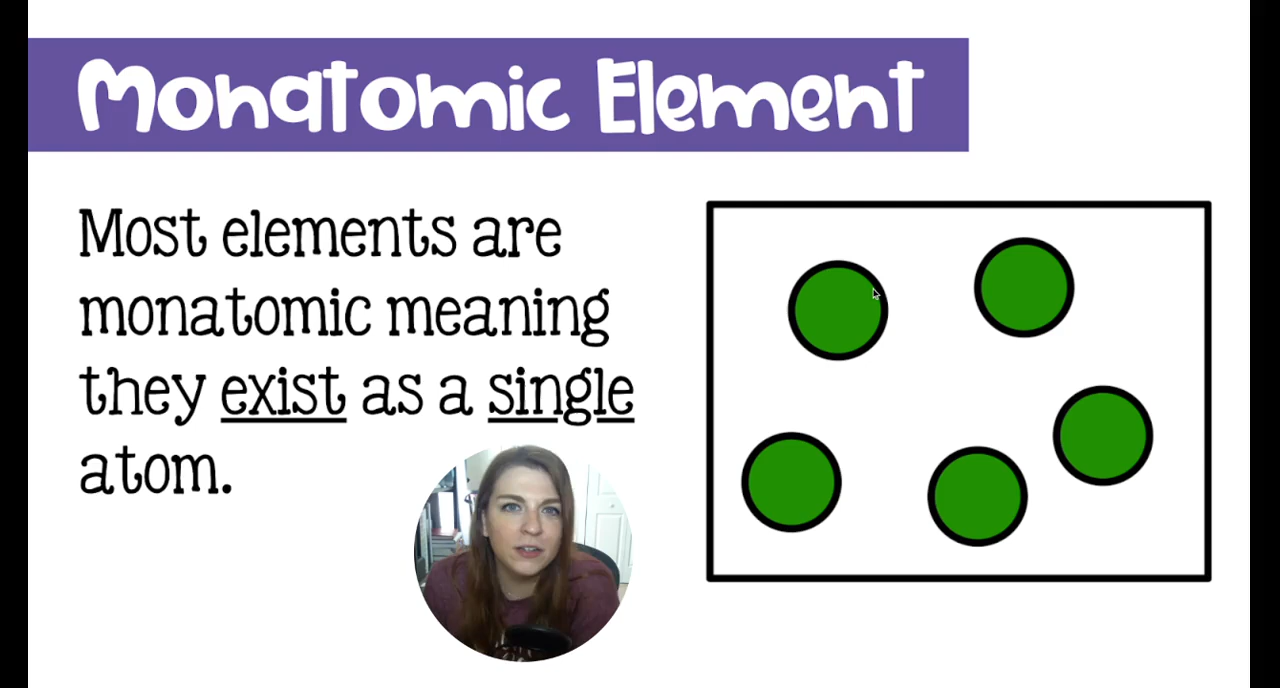 Monatomic Element
Most elements are
monatomic meaning
they exist as a single
atom.